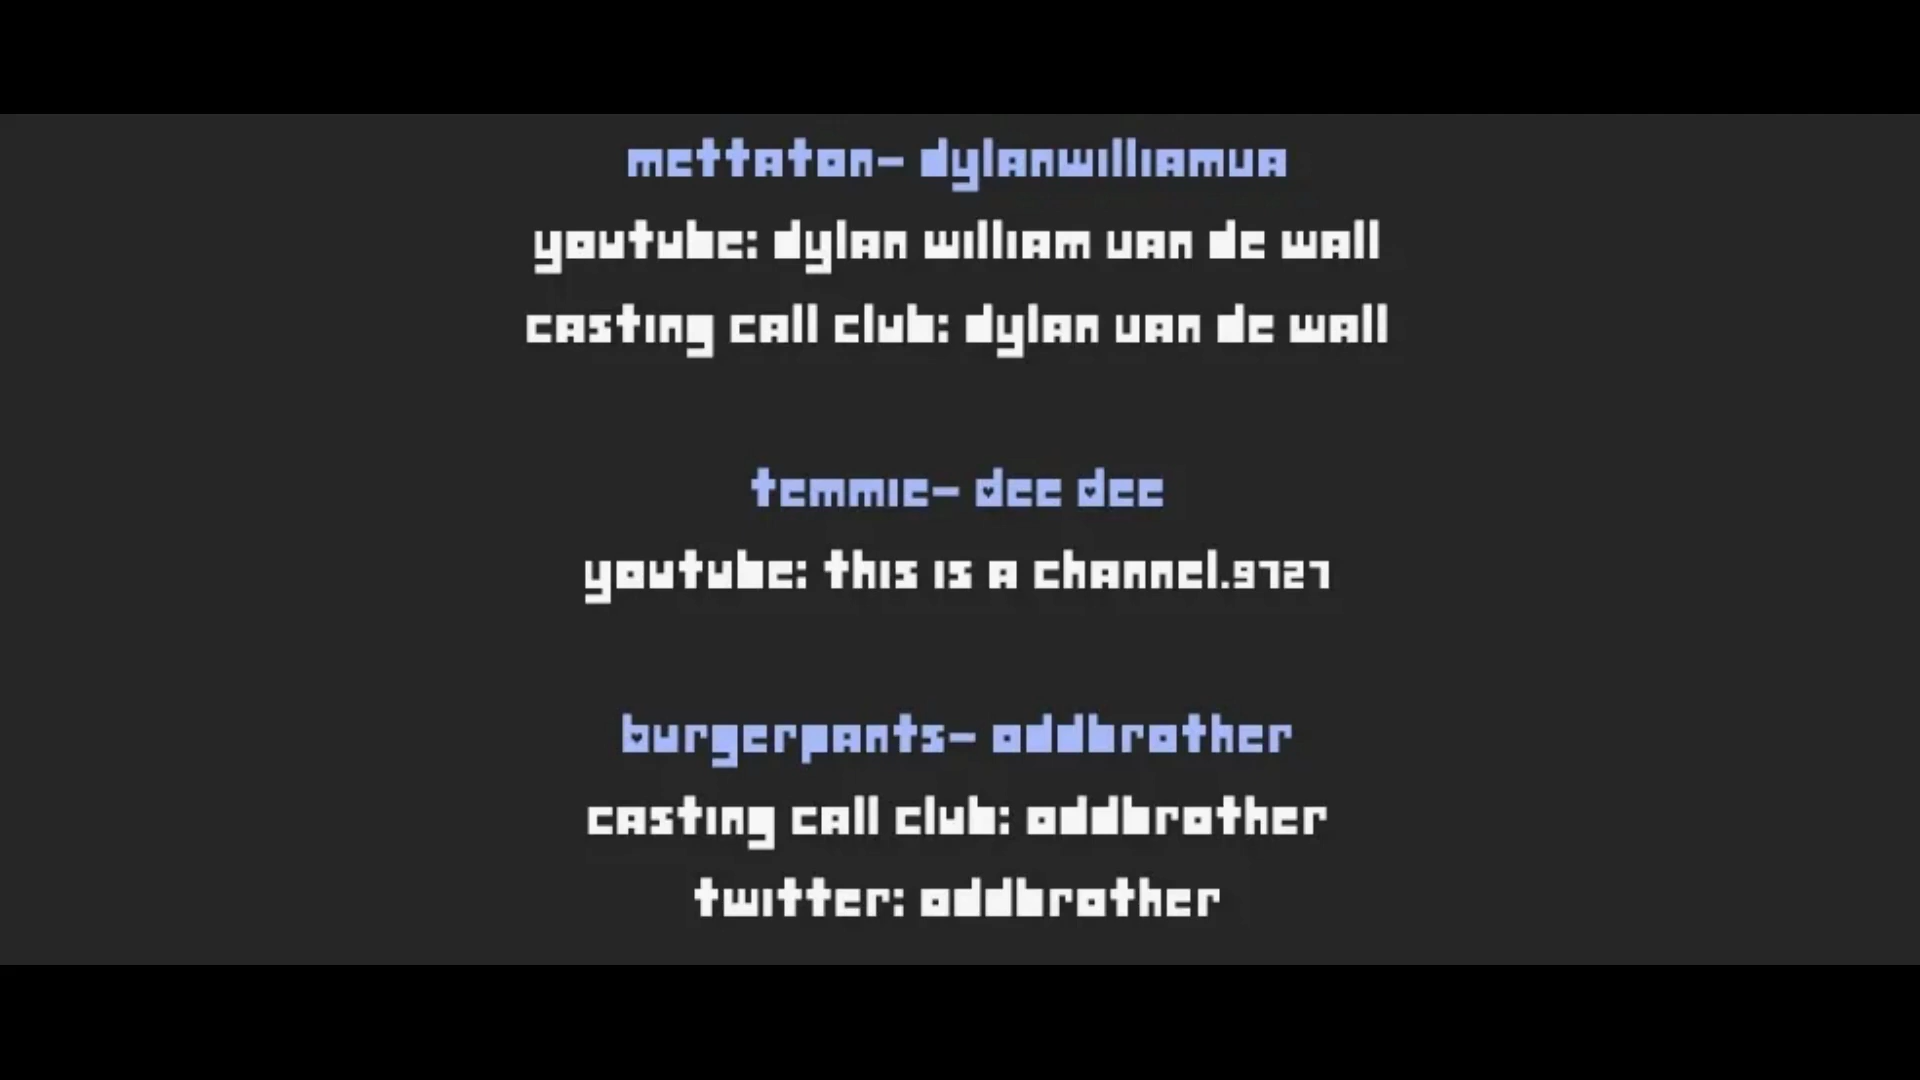 mettaton- dylanwilliamva
youtube: dylan william van de wall
casting call club: dylan van de wall
temmie- dee dee
youtube: this is a channel.9727
burgerpants- oddbrother
casting call club: oddbrother
twitter: oddbrother